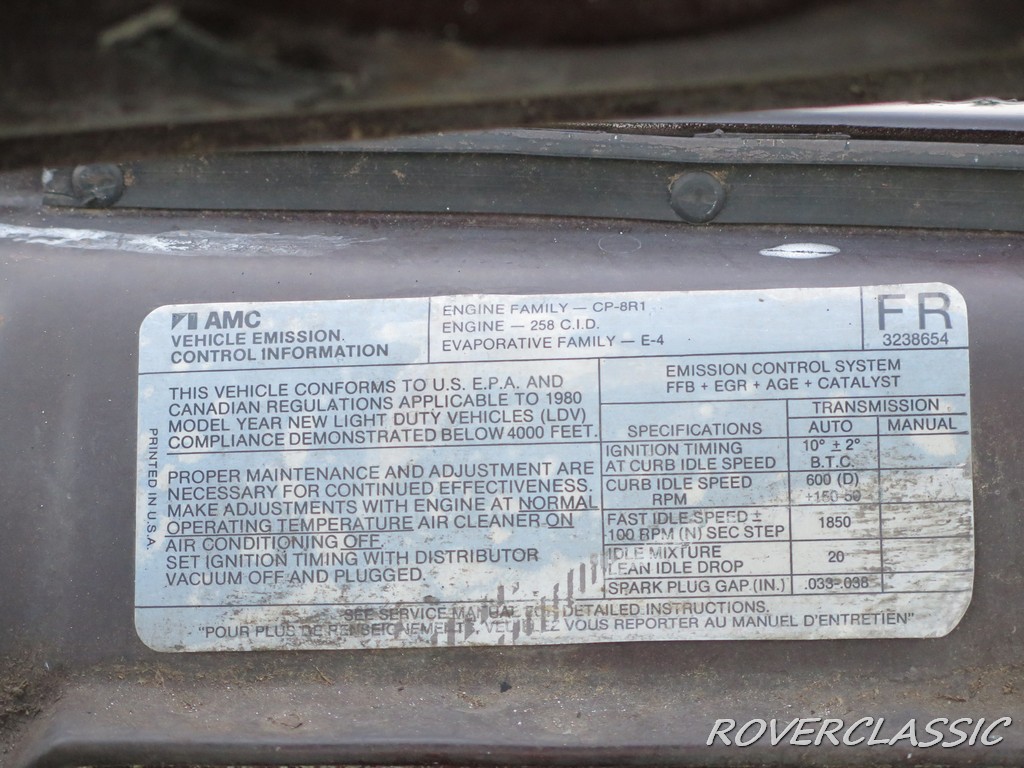 AMC
VEHICLE EMISSION
CONTROL INFORMATION
ENGINE FAMILY — CP-8R1
ENGINE — 258 C.I.D.
EVAPORATIVE FAMILY — E-4
FR
3238654
THIS VEHICLE CONFORMS TO U.S. E.P.A. AND
CANADIAN REGULATIONS APPLICABLE TO 1980
MODEL YEAR NEW LIGHT DUTY VEHICLES (LDV)
COMPLIANCE DEMONSTRATED BELOW 4000 FEET.
PROPER MAINTENANCE AND ADJUSTMENT ARE
NECESSARY FOR CONTINUED EFFECTIVENESS.
MAKE ADJUSTMENTS WITH ENGINE AT NORMAL
OPERATING TEMPERATURE AIR CLEANER ON
AIR CONDITIONING OFF.
SET IGNITION TIMING WITH DISTRIBUTOR
VACUUM OFF AND PLUGGED.
EMISSION CONTROL SYSTEM
FFB + EGR + AGE + CATALYST
SPECIFICATIONS
TRANSMISSION
AUTO MANUAL
IGNITION TIMING
AT CURB IDLE SPEED
10° ± 2°
B.T.C.
CURB IDLE SPEED
RPM
600 (D)
FAST IDLE SPEED ±
100 RPM (N) SEC STEP
1850
IDLE MIXTURE
LEAN IDLE DROP
20
SPARK PLUG GAP (IN.) .033-.038
SEE SERVICE MANUAL DETAILED INSTRUCTIONS.
"POUR PLUS DE VOUS REPORTER AU MANUEL D'ENTRETIEN"
PRINTED IN U.S.A.
ROVERCLASSIC